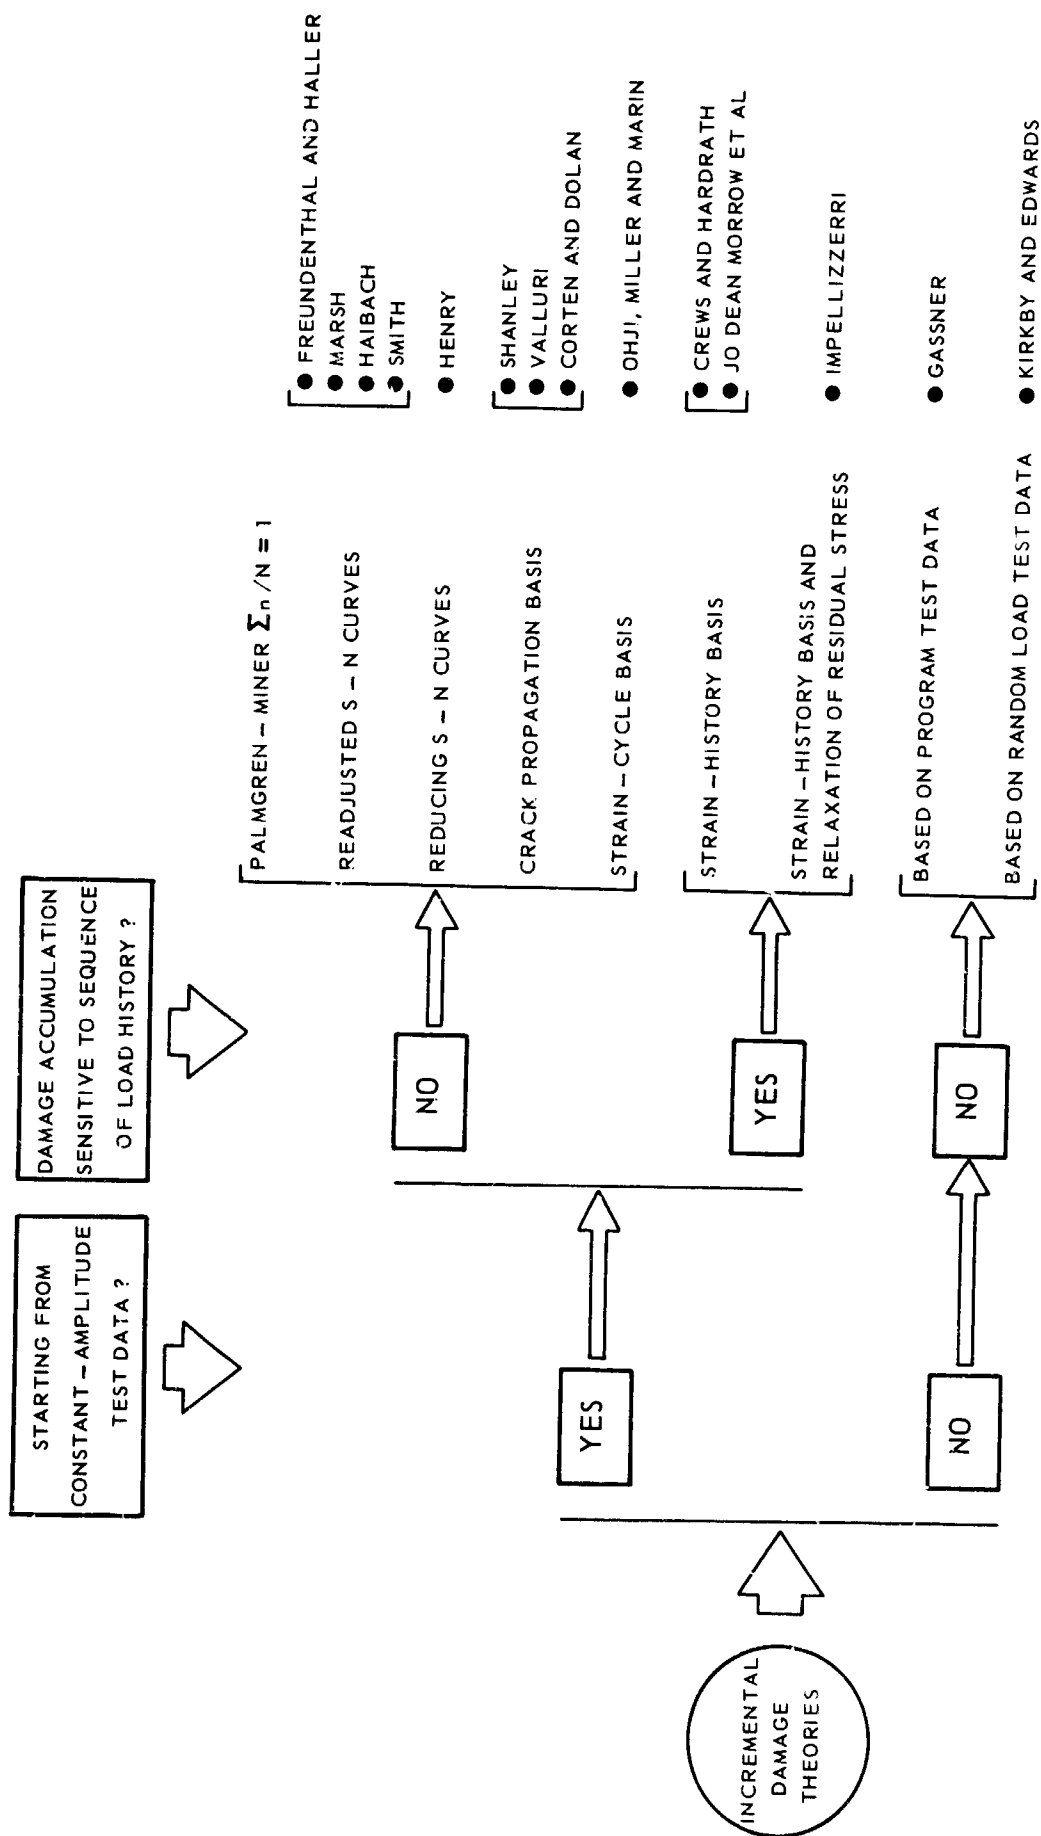 STARTING FROM
CONSTANT – AMPLITUDE
TEST DATA ?
DAMAGE ACCUMULATION
SENSITIVE TO SEQUENCE
OF LOAD HISTORY ?
INCREMENTAL
DAMAGE
THEORIES
YES
NO
NO
YES
NO
PALMGREN – MINER Σn/N = 1
READJUSTED S – N CURVES
REDUCING S – N CURVES
CRACK PROPAGATION BASIS
STRAIN – CYCLE BASIS
STRAIN – HISTORY BASIS
STRAIN – HISTORY BASIS AND
RELAXATION OF RESIDUAL STRESS
BASED ON PROGRAM TEST DATA
BASED ON RANDOM LOAD TEST DATA
● FREUNDENTHAL AND HALLER
● MARSH
● HAIBACH
● SMITH
● HENRY
● SHANLEY
● VALLURI
● CORTEN AND DOLAN
● OHJI, MILLER AND MARIN
● CREWS AND HARDRATH
● JO DEAN MORROW ET AL
● IMPELLIZZERRI
● GASSNER
● KIRKBY AND EDWARDS